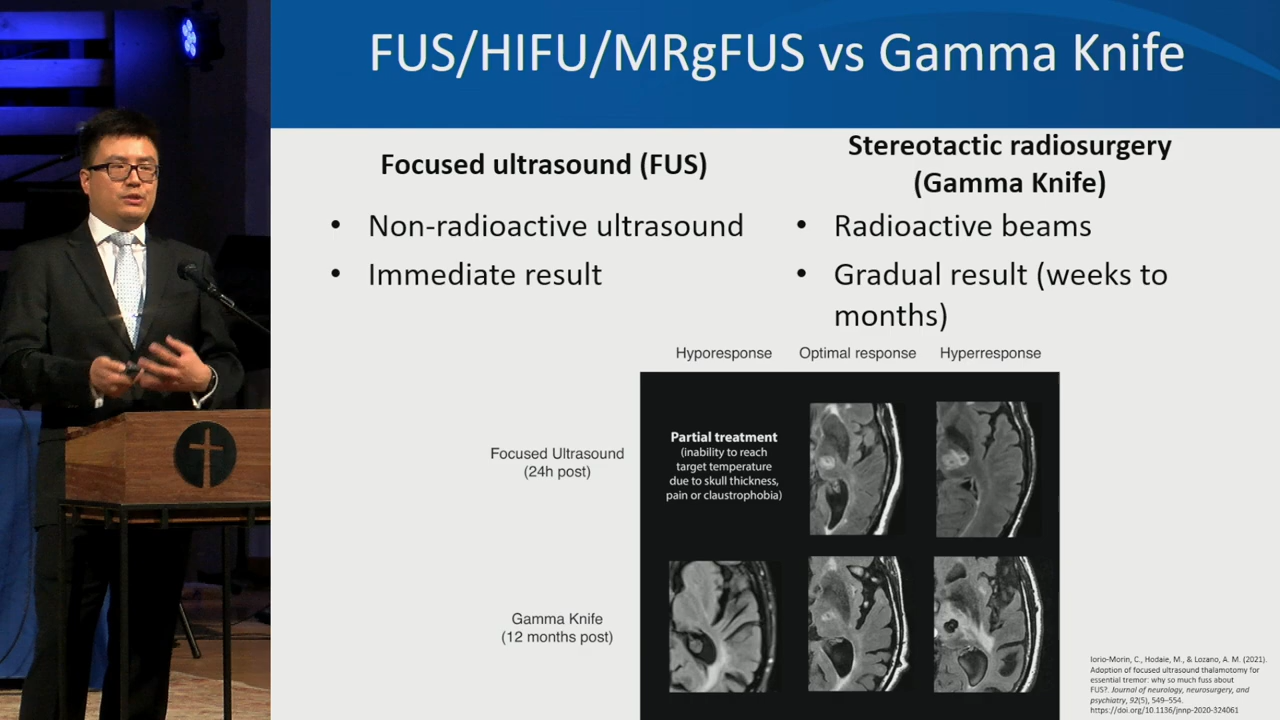 FUS/HIFU/MRgFUS vs Gamma Knife
Focused ultrasound (FUS)
• Non-radioactive ultrasound
• Immediate result
Stereotactic radiosurgery
(Gamma Knife)
• Radioactive beams
• Gradual result (weeks to
months)
Hyporesponse Optimal response Hyperresponse
Focused Ultrasound
(24h post)
Partial treatment
(inability to reach
target temperature
due to skull thickness,
pain or claustrophobia)
Gamma Knife
(12 months post)
Iorio-Morin, C., Hodaie, M., & Lozano, A. M. (2021).
Adoption of focused ultrasound thalamotomy for
essential tremor: why so much fuss about
FUS?. Journal of neurology, neurosurgery, and
psychiatry, 92(5), 549–554.
https://doi.org/10.1136/jnnp-2020-324061